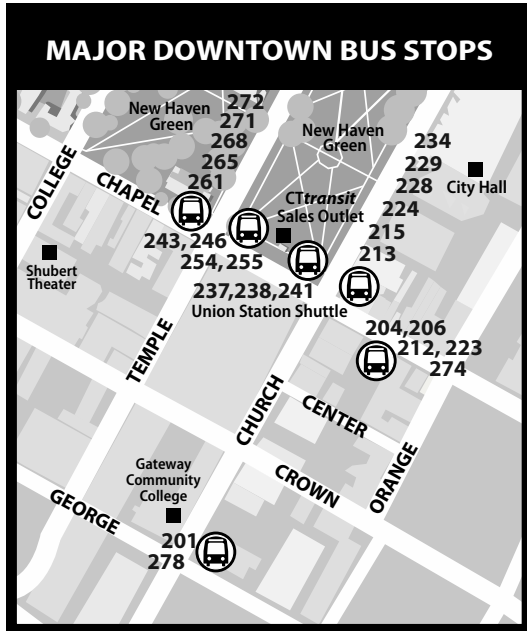 MAJOR DOWNTOWN BUS STOPS
New Haven
Green
272
271
268
265
261
New Haven
Green
234
229
228
224
215
213
City Hall
COLLEGE
CHAPEL
CTtransit
Sales Outlet
243, 246
254, 255
Shubert
Theater
237,238,241
Union Station Shuttle
204,206
212, 223
274
TEMPLE
CHURCH
CENTER
ORANGE
CROWN
Gateway
Community
College
GEORGE
201
278